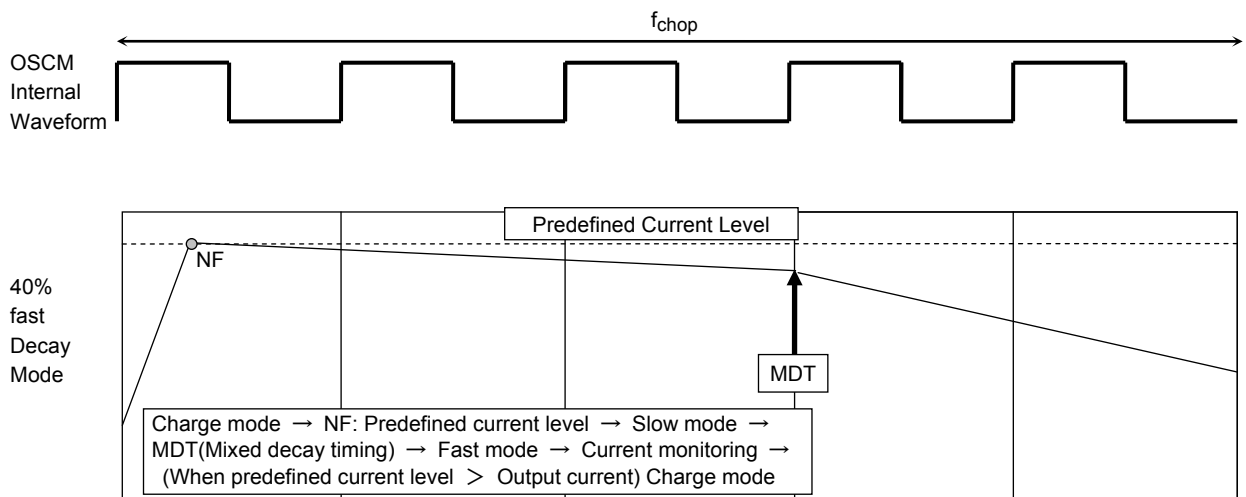 fchop
OSCM
Internal
Waveform
Predefined Current Level
NF
40%
fast
Decay
Mode
MDT
Charge mode → NF: Predefined current level → Slow mode →
MDT(Mixed decay timing) → Fast mode → Current monitoring →
(When predefined current level ＞ Output current) Charge mode